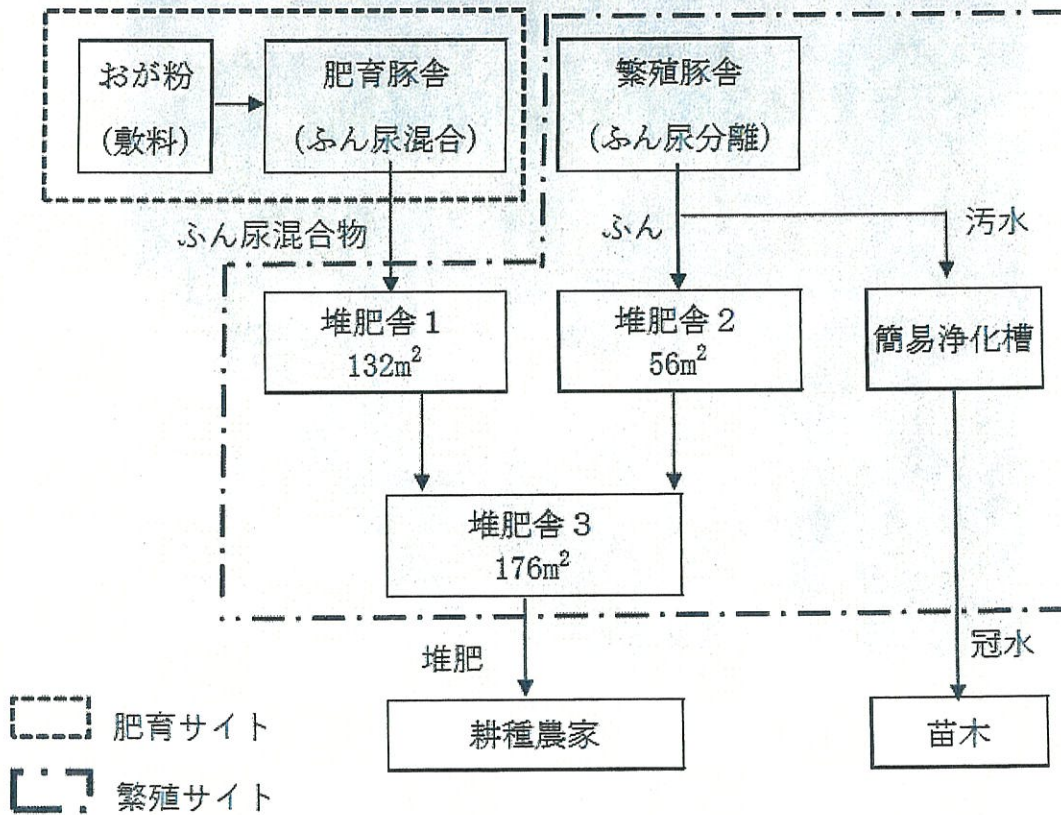 おが粉
(敷料)
肥育豚舎
(ふん尿混合)
繁殖豚舎
(ふん尿分離)
ふん尿混合物
ふん
汚水
堆肥舎1
132m²
堆肥舎2
56m²
簡易浄化槽
堆肥舎3
176m²
堆肥
冠水
耕種農家
苗木
肥育サイト
繁殖サイト